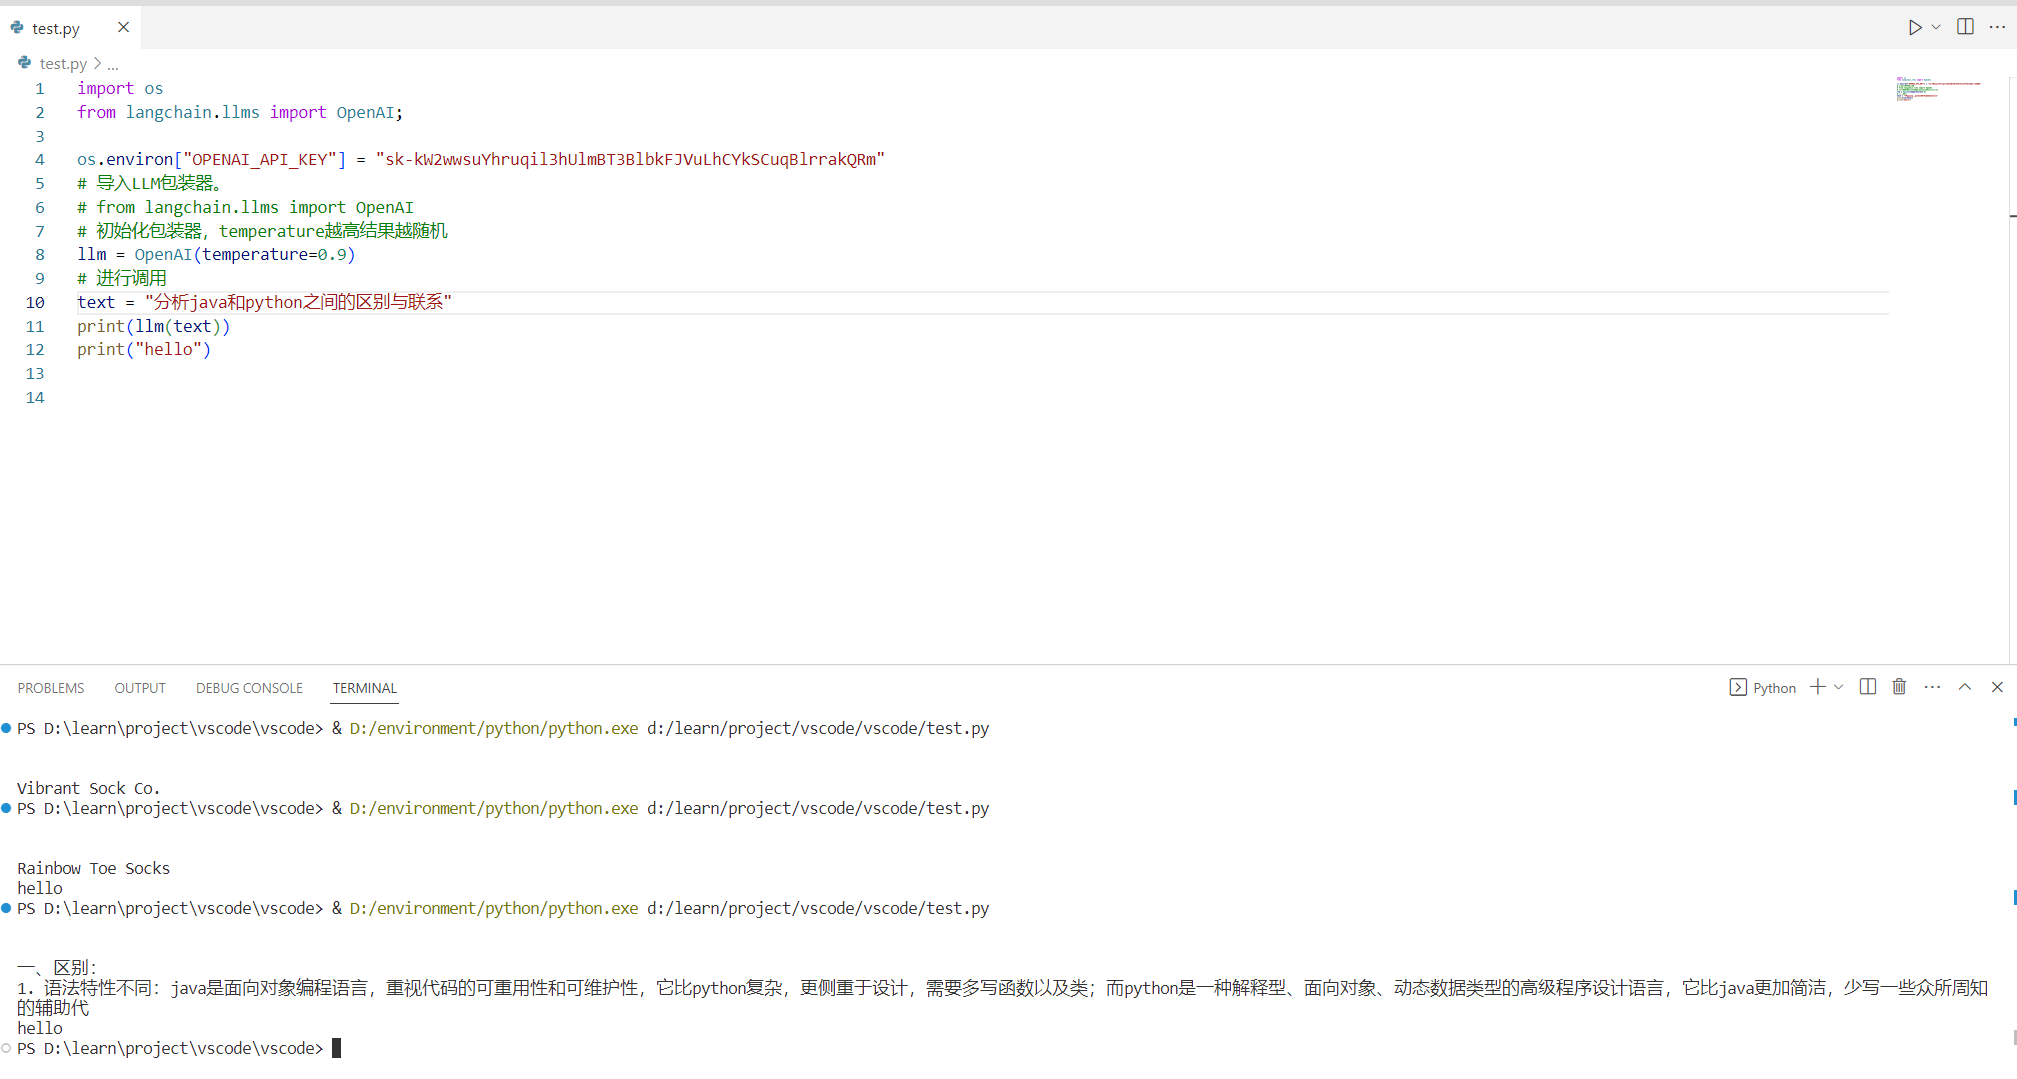 test.py
test.py > ...
1 import os
2 from langchain.llms import OpenAI;
3
4 os.environ["OPENAI_API_KEY"] = "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"
5 # 导入LLM包装器。
6 # from langchain.llms import OpenAI
7 # 初始化包装器，temperature越高结果越随机
8 llm = OpenAI(temperature=0.9)
9 # 进行调用
10 text = "分析java和python之间的区别与联系"
11 print(llm(text))
12 print("hello")
13
14
PROBLEMS OUTPUT DEBUG CONSOLE TERMINAL Python
PS D:\learn\project\vscode\vscode> & D:/environment/python/python.exe d:/learn/project/vscode/vscode/test.py
Vibrant Sock Co.
PS D:\learn\project\vscode\vscode> & D:/environment/python/python.exe d:/learn/project/vscode/vscode/test.py
Rainbow Toe Socks
hello
PS D:\learn\project\vscode\vscode> & D:/environment/python/python.exe d:/learn/project/vscode/vscode/test.py
一、区别：
1. 语法特性不同：java是面向对象编程语言，重视代码的可重用性和可维护性，它比python复杂，更侧重于设计，需要多写函数以及类；而python是一种解释型、面向对象、动态数据类型的高级程序设计语言，它比java更加简洁，少写一些众所周知
的辅助代
hello
PS D:\learn\project\vscode\vscode>